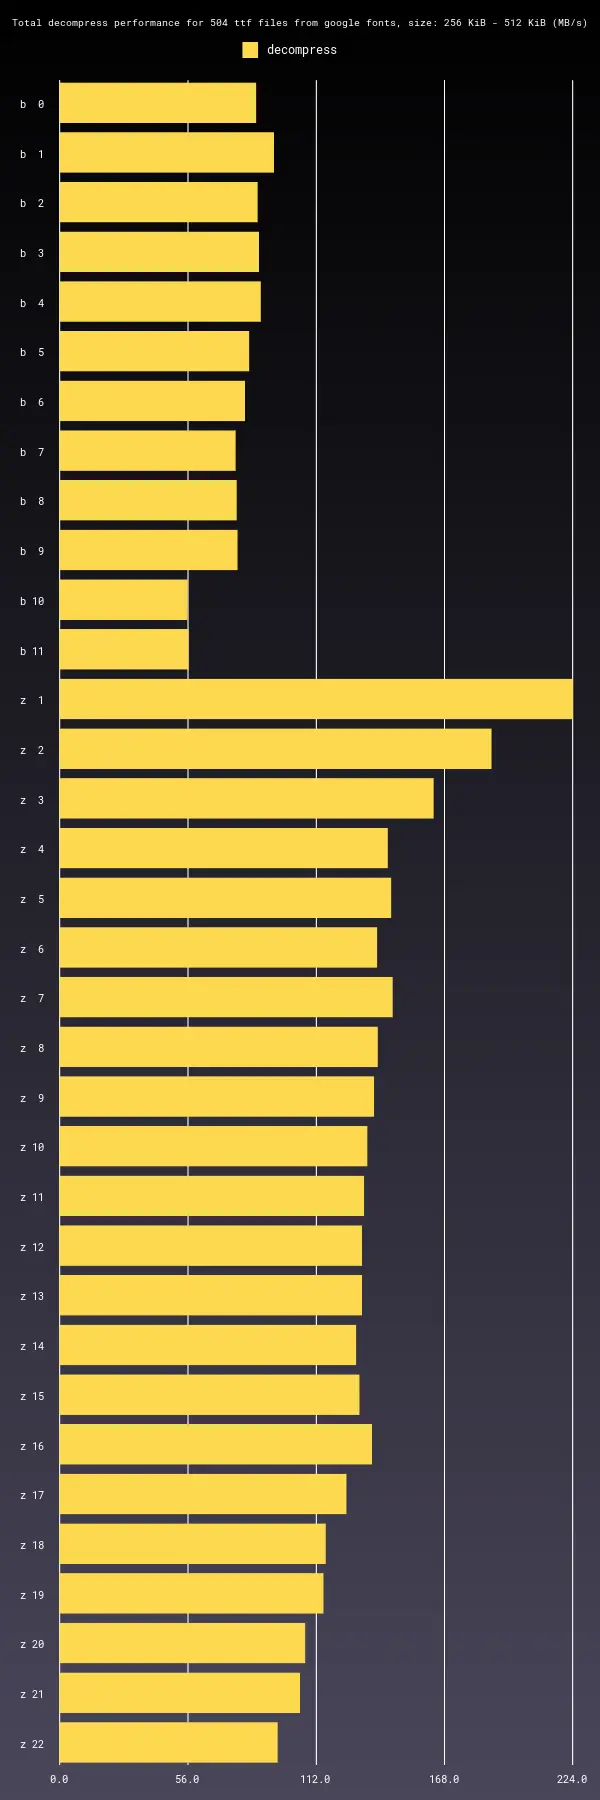 Total decompress performance for 504 ttf files from google fonts, size: 256 KiB - 512 KiB (MB/s)
decompress
b 0
b 1
b 2
b 3
b 4
b 5
b 6
b 7
b 8
b 9
b 10
b 11
z 1
z 2
z 3
z 4
z 5
z 6
z 7
z 8
z 9
z 10
z 11
z 12
z 13
z 14
z 15
z 16
z 17
z 18
z 19
z 20
z 21
z 22
0.0 56.0 112.0 168.0 224.0